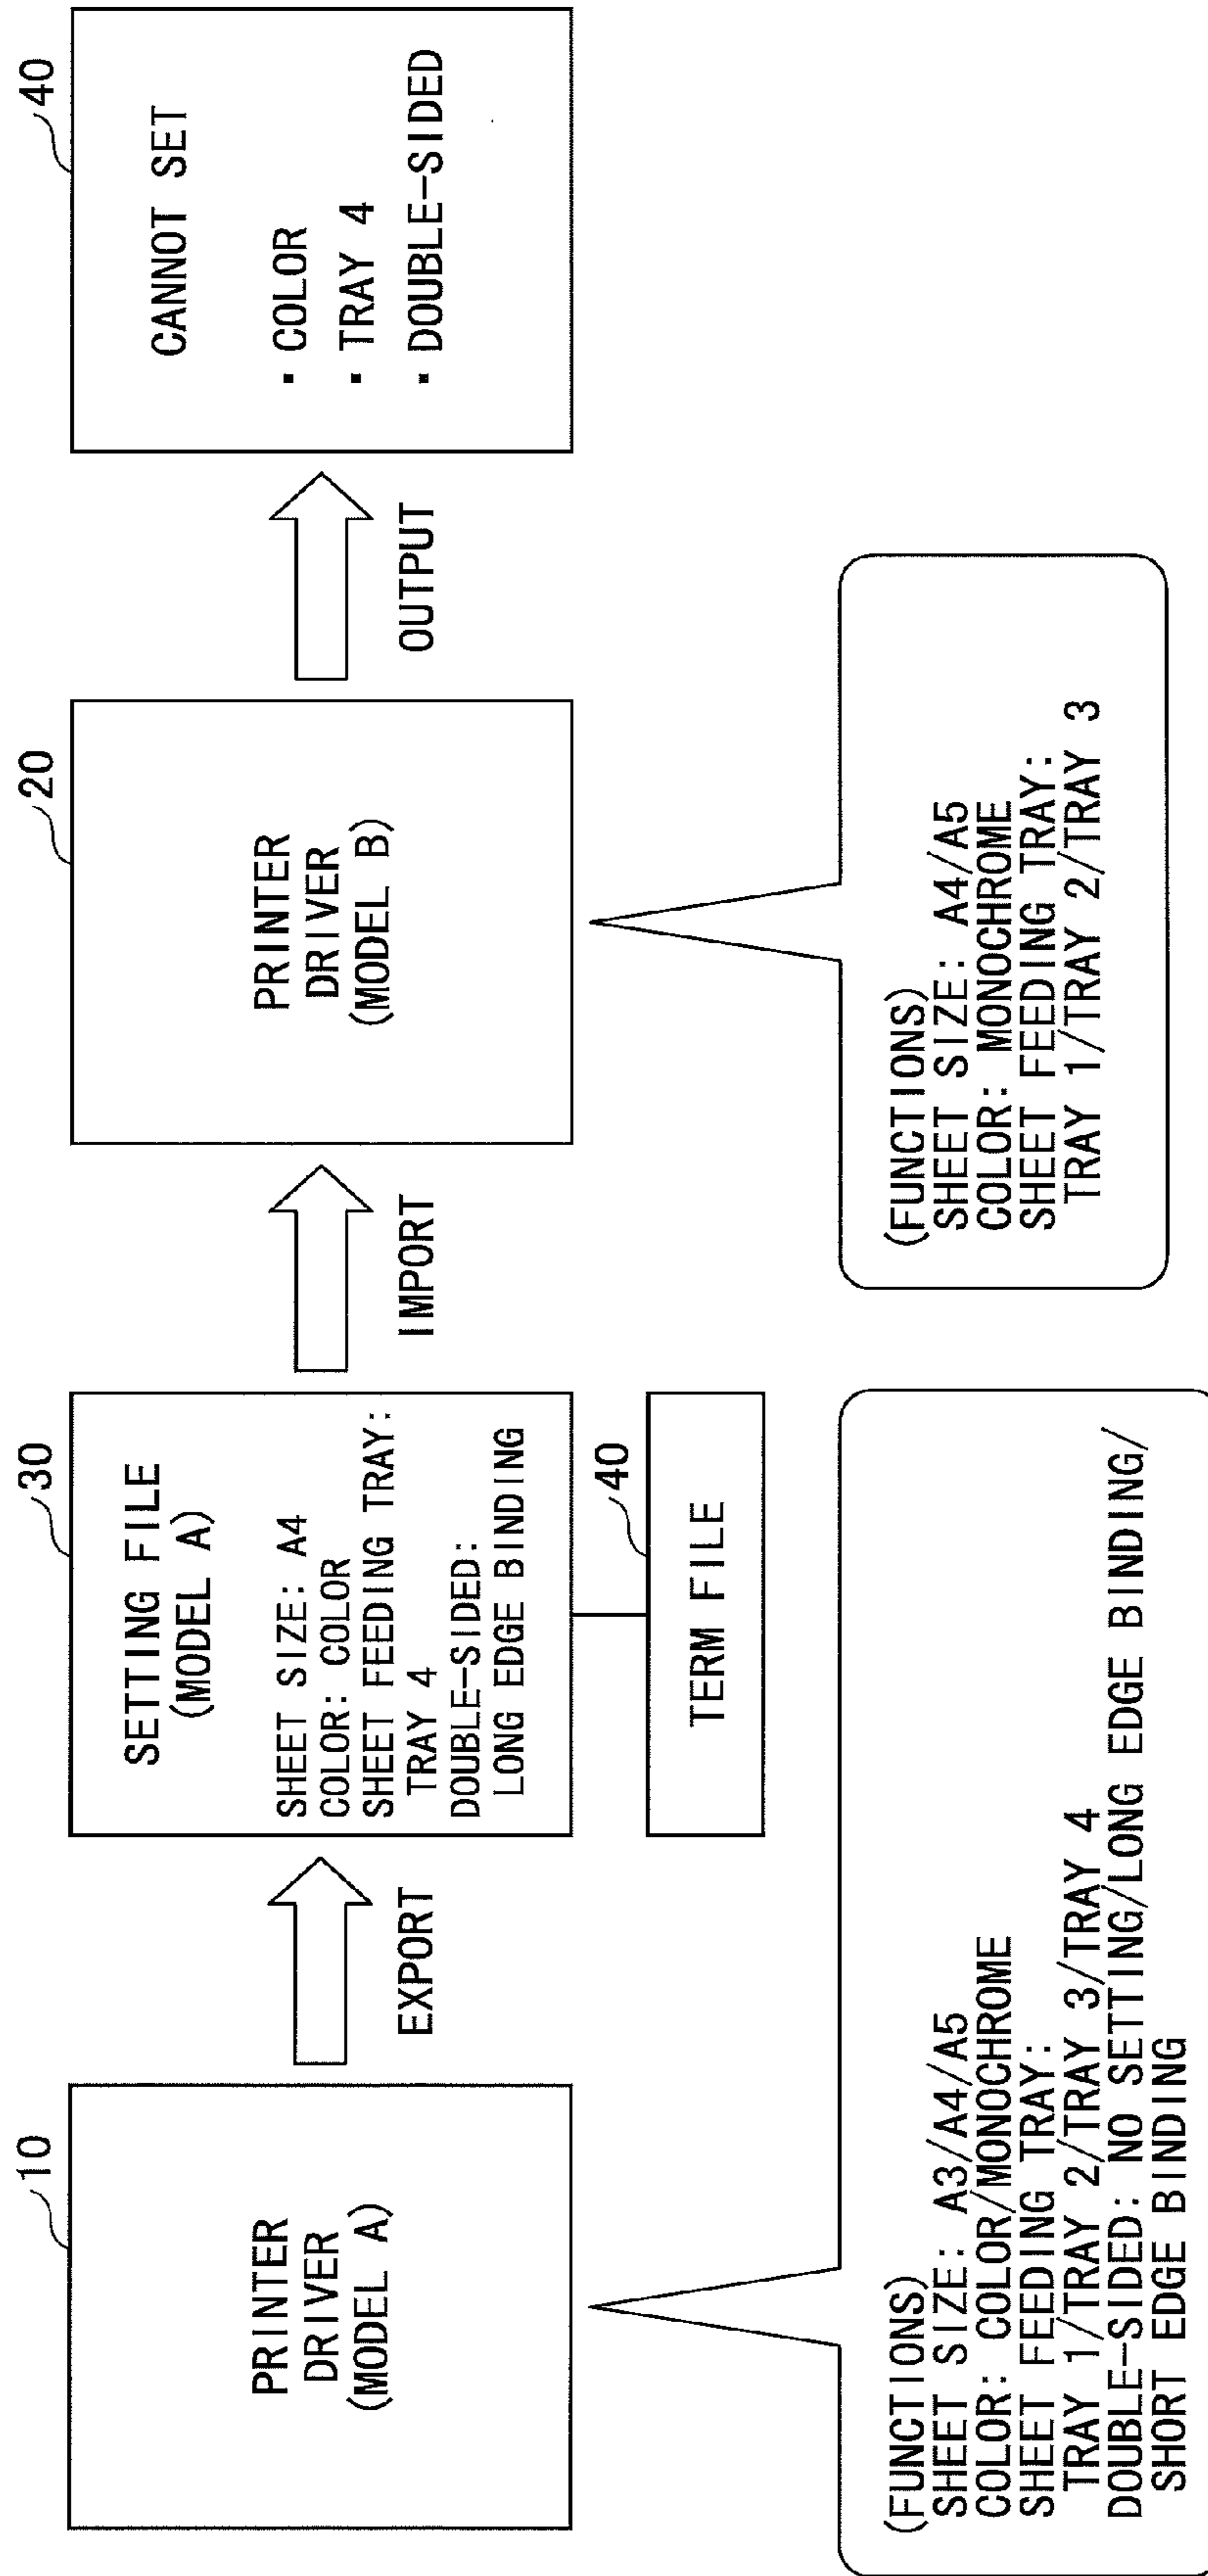 10
PRINTER
DRIVER
(MODEL A)
EXPORT
30
SETTING FILE
(MODEL A)
SHEET SIZE: A4
COLOR: COLOR
SHEET FEEDING TRAY:
TRAY 4
DOUBLE-SIDED:
LONG EDGE BINDING
40
TERM FILE
IMPORT
20
PRINTER
DRIVER
(MODEL B)
OUTPUT
40
CANNOT SET
· COLOR
· TRAY 4
· DOUBLE-SIDED
(FUNCTIONS)
SHEET SIZE: A3/A4/A5
COLOR: COLOR/MONOCHROME
SHEET FEEDING TRAY:
TRAY 1/TRAY 2/TRAY 3/TRAY 4
DOUBLE-SIDED: NO SETTING/LONG EDGE BINDING/
SHORT EDGE BINDING
(FUNCTIONS)
SHEET SIZE: A4/A5
COLOR: MONOCHROME
SHEET FEEDING TRAY:
TRAY 1/TRAY 2/TRAY 3